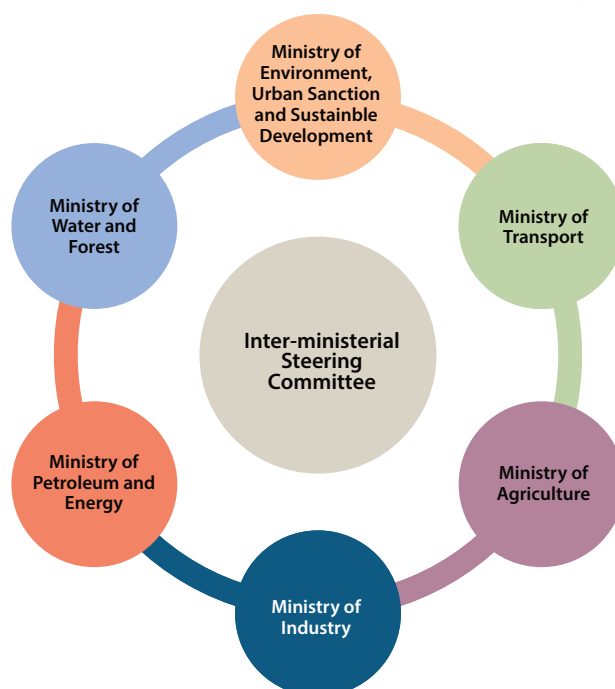 Ministry of
Environment,
Urban Sanction
and Sustainble
Development
Ministry of
Water and
Forest
Ministry of
Transport
Inter-ministerial
Steering
Committee
Ministry of
Petroleum and
Energy
Ministry of
Agriculture
Ministry of
Industry